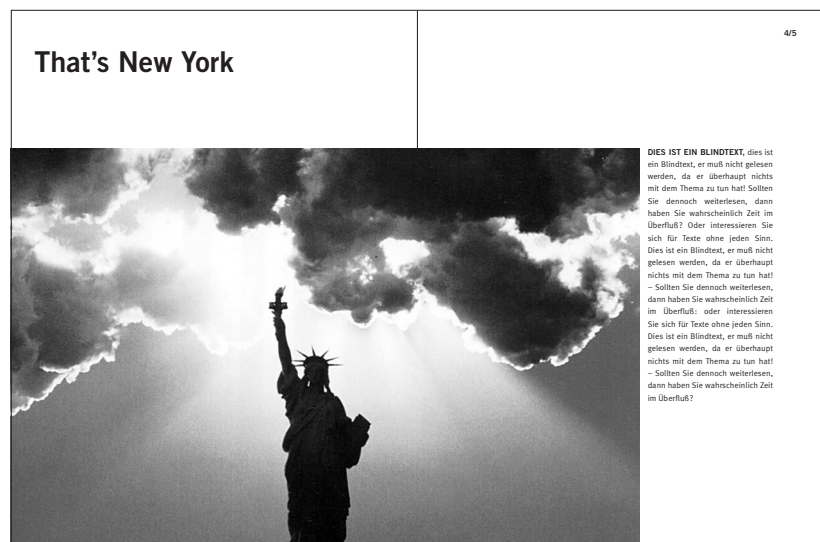 That's New York
4/5
DIES IST EIN BLINDTEXT, dies ist
ein Blindtext, er muß nicht gelesen
werden, da er überhaupt nichts
mit dem Thema zu tun hat! Sollten
Sie dennoch weiterlesen, dann
haben Sie wahrscheinlich Zeit im
Überfluß? Oder interessieren Sie
sich für Texte ohne jeden Sinn.
Dies ist ein Blindtext, er muß nicht
gelesen werden, da er überhaupt
nichts mit dem Thema zu tun hat!
– Sollten Sie dennoch weiterlesen,
dann haben Sie wahrscheinlich Zeit
im Überfluß: oder interessieren
Sie sich für Texte ohne jeden Sinn.
Dies ist ein Blindtext, er muß nicht
gelesen werden, da er überhaupt
nichts mit dem Thema zu tun hat!
– Sollten Sie dennoch weiterlesen,
dann haben Sie wahrscheinlich Zeit
im Überfluß?